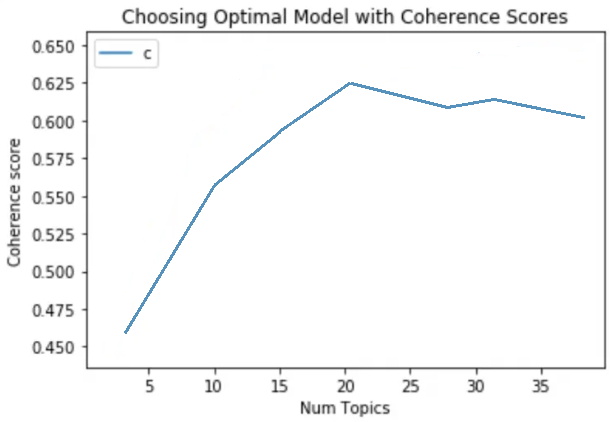 Choosing Optimal Model with Coherence Scores
c
Coherence score
0.650
0.625
0.600
0.575
0.550
0.525
0.500
0.475
0.450
5 10 15 20 25 30 35
Num Topics